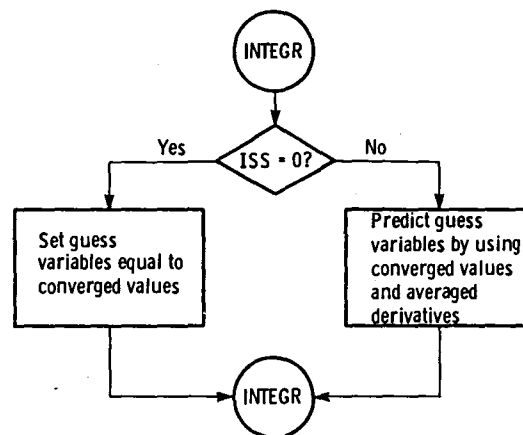 INTEGR
ISS = 0?
Yes
No
Set guess
variables equal to
converged values
Predict guess
variables by using
converged values
and averaged
derivatives
INTEGR